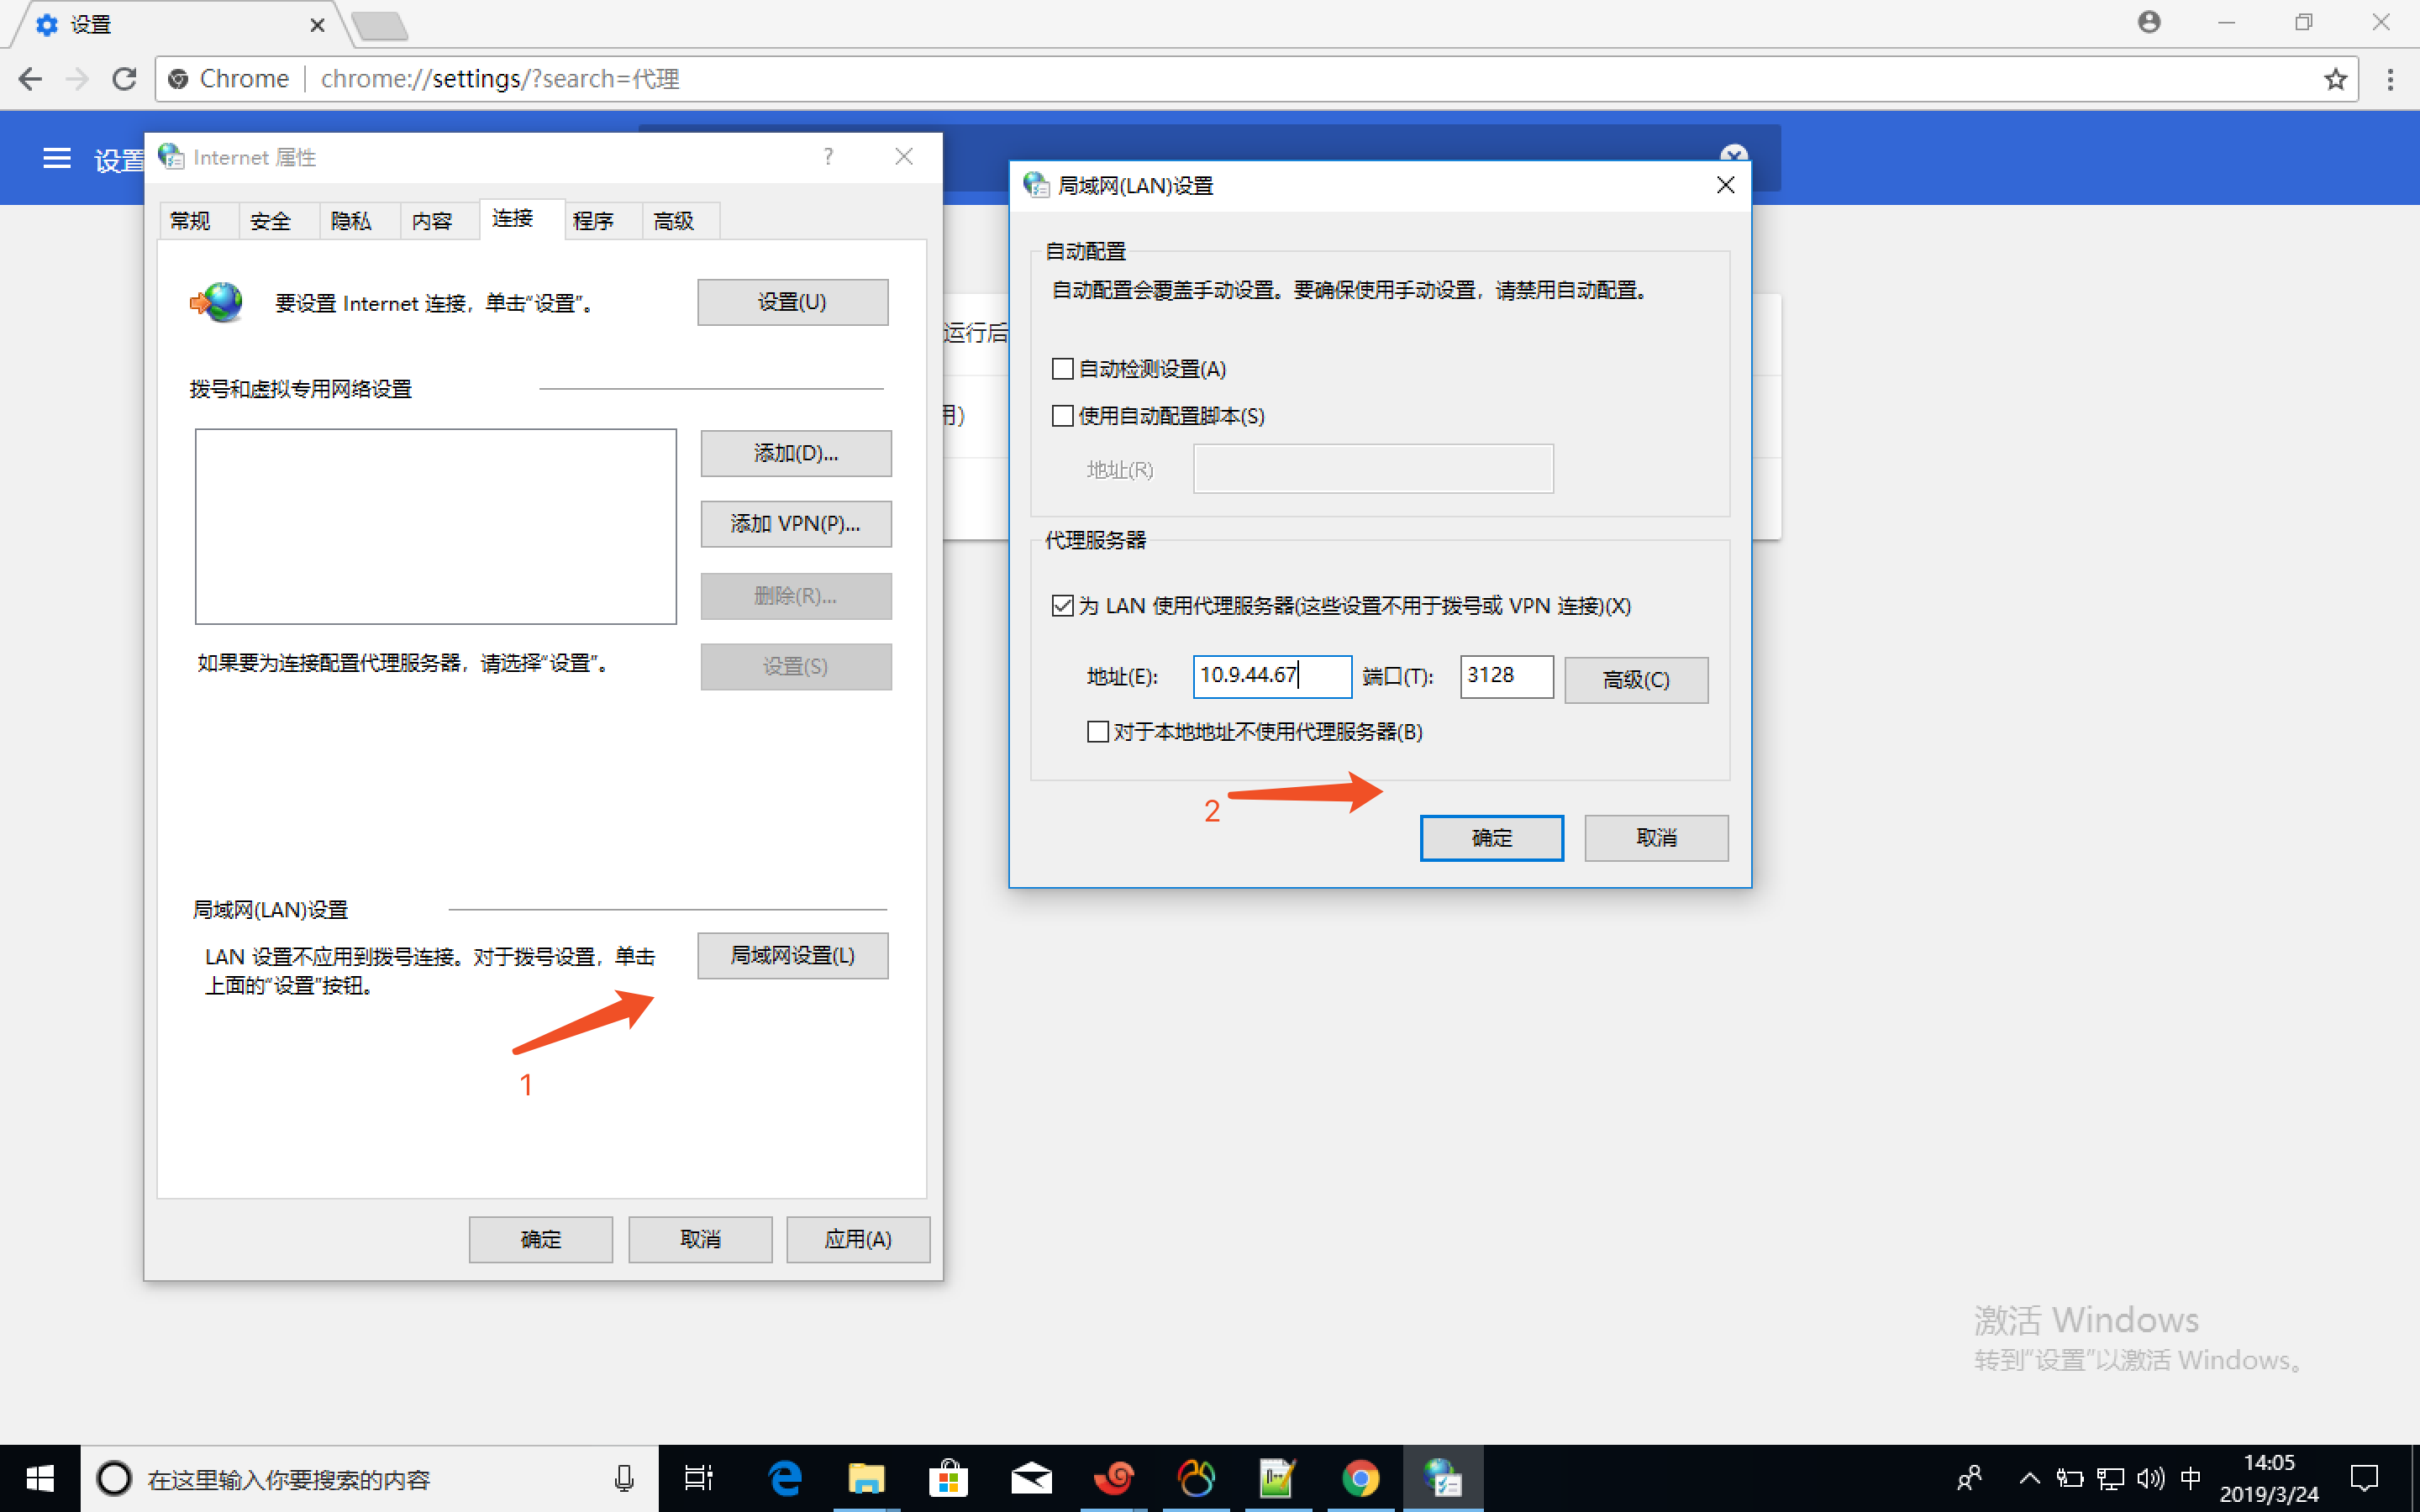 设置
Chrome
chrome://settings/?search=代理
设置
Internet 属性
?
常规
安全
隐私
内容
连接
程序
高级
要设置 Internet 连接，单击“设置”。
设置(U)
拨号和虚拟专用网络设置
添加(D)...
添加 VPN(P)...
删除(R)...
如果要为连接配置代理服务器，请选择“设置”。
设置(S)
局域网(LAN)设置
LAN 设置不应用到拨号连接。对于拨号设置，单击
上面的“设置”按钮。
局域网设置(L)
1
确定
取消
应用(A)
运行后
用)
局域网(LAN)设置
自动配置
自动配置会覆盖手动设置。要确保使用手动设置，请禁用自动配置。
自动检测设置(A)
使用自动配置脚本(S)
地址(R)
代理服务器
为 LAN 使用代理服务器(这些设置不用于拨号或 VPN 连接)(X)
地址(E):
10.9.44.67
端口(T):
3128
高级(C)
对于本地地址不使用代理服务器(B)
2
确定
取消
激活 Windows
转到“设置”以激活 Windows。
在这里输入你要搜索的内容
中
14:05
2019/3/24